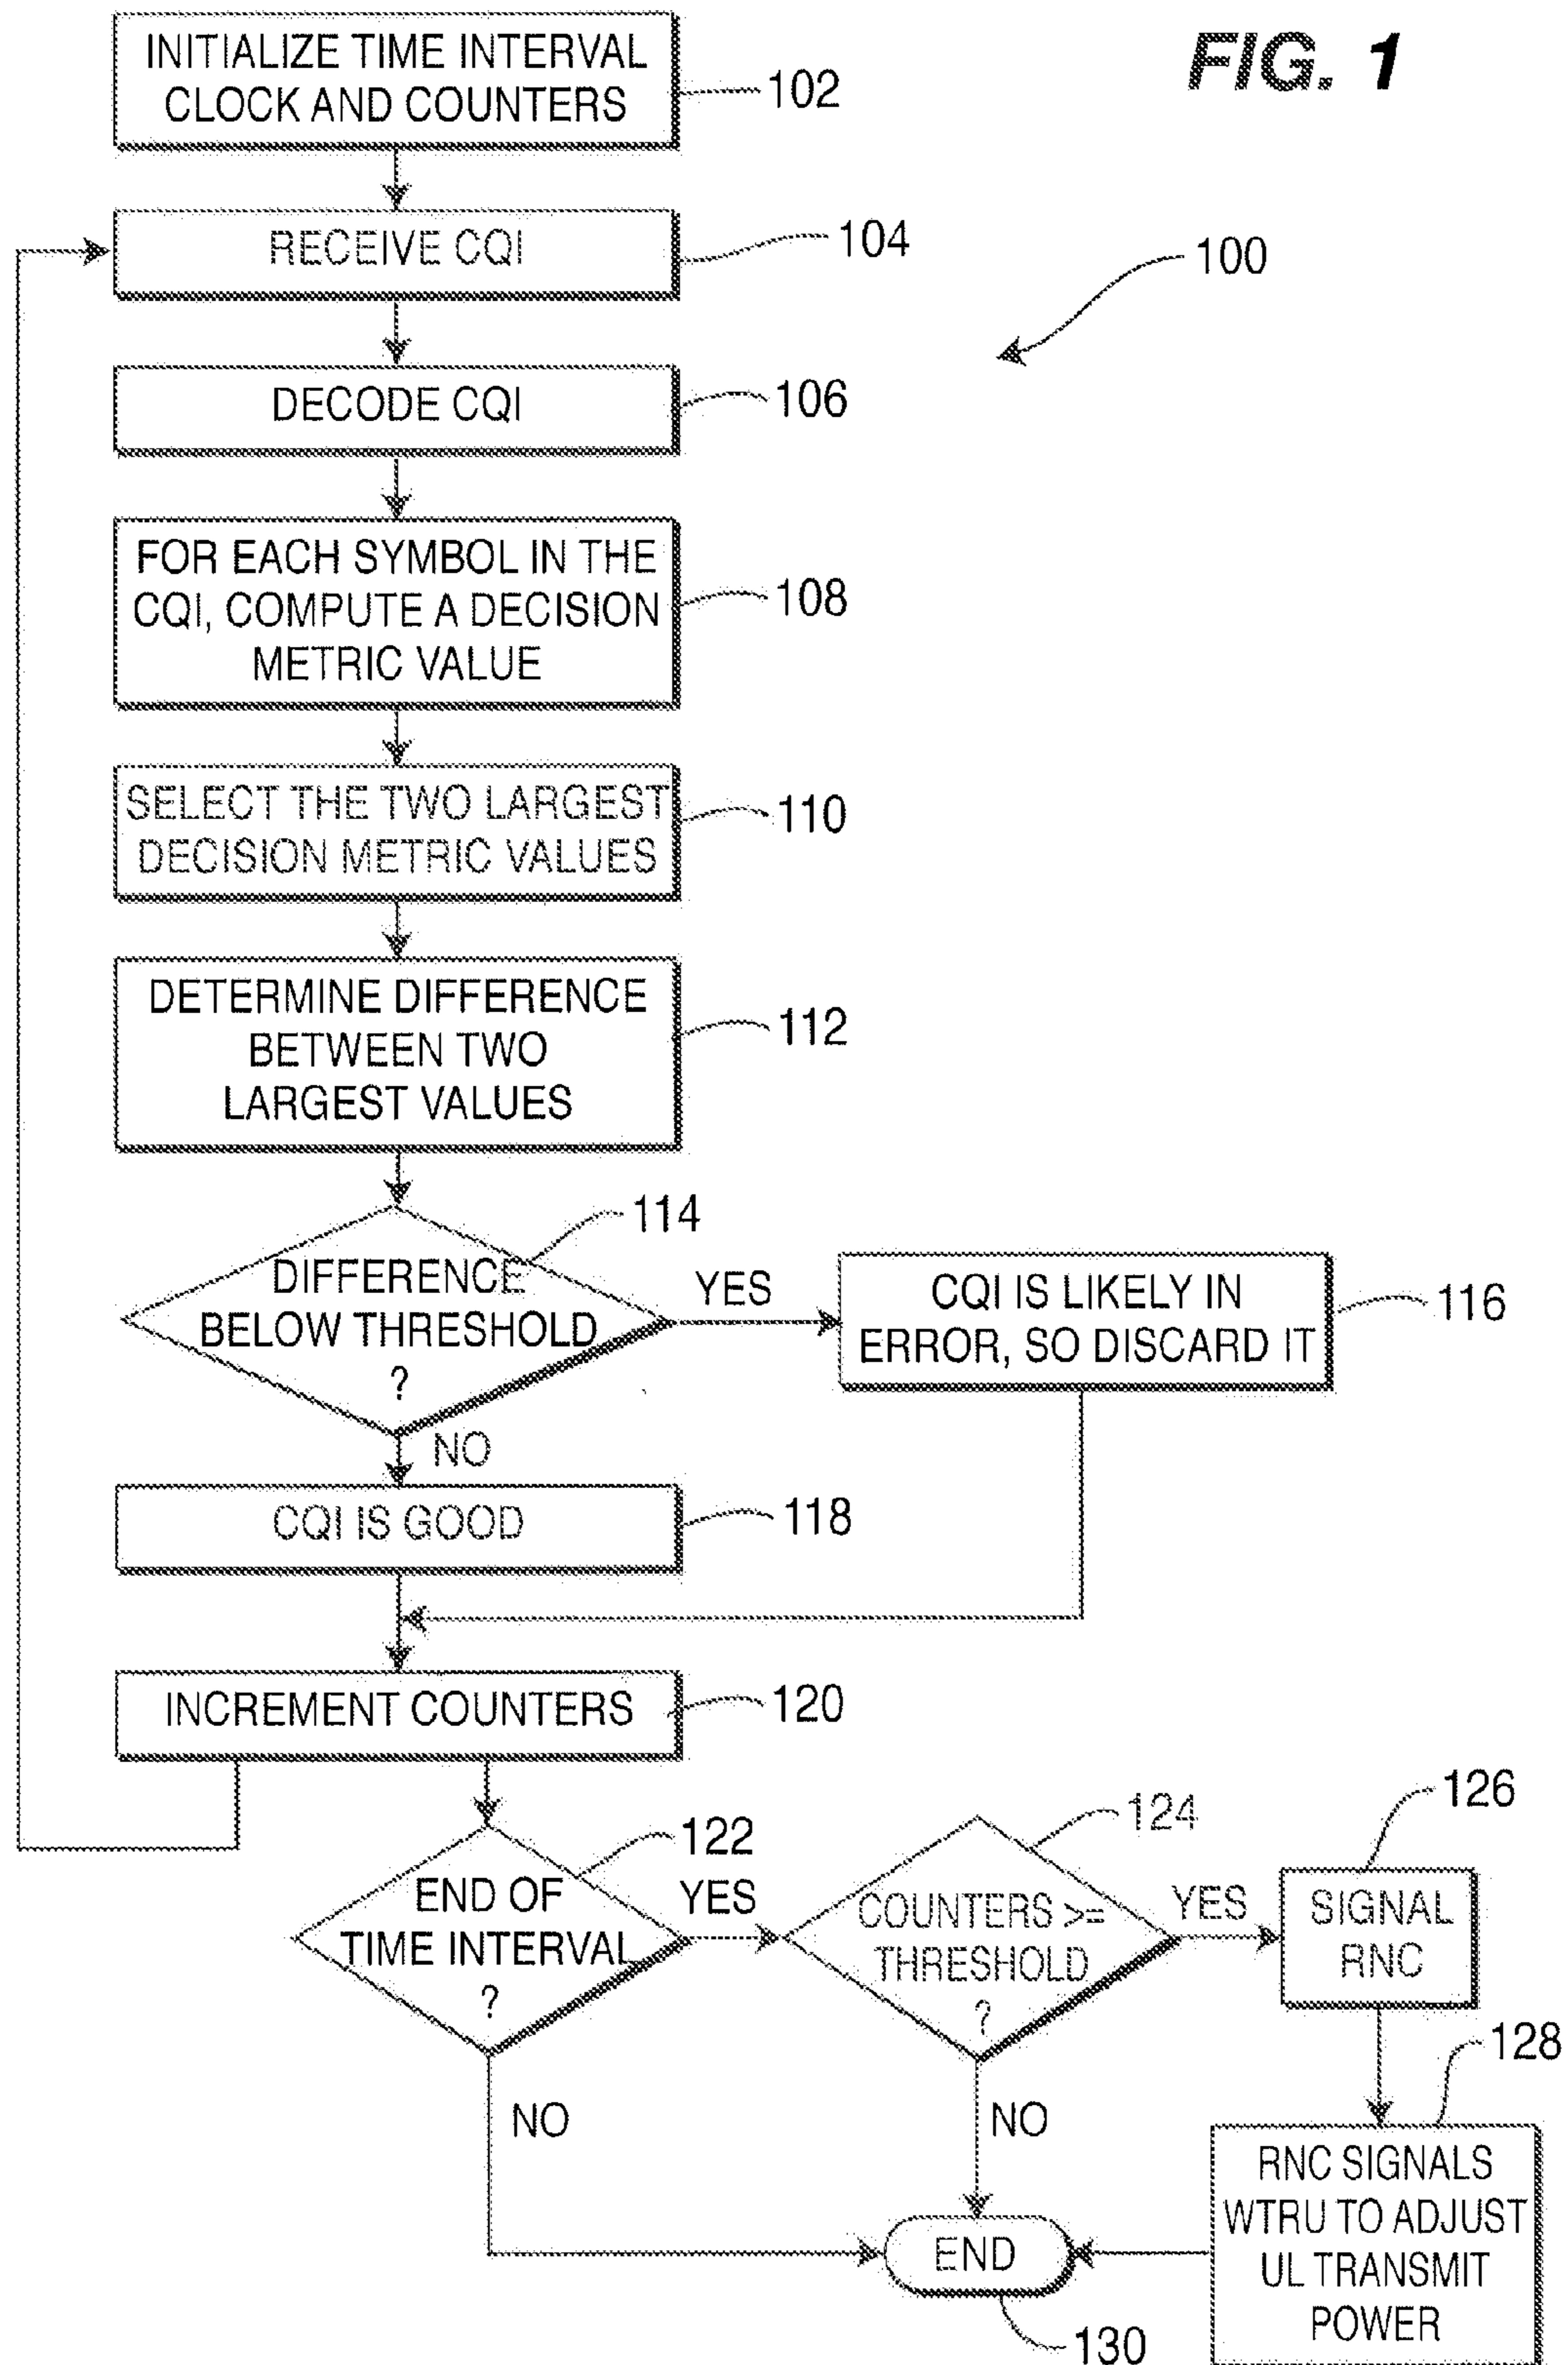 FIG. 1
INITIALIZE TIME INTERVAL
CLOCK AND COUNTERS
102
RECEIVE CQI
104
100
DECODE CQI
106
FOR EACH SYMBOL IN THE
CQI, COMPUTE A DECISION
METRIC VALUE
108
SELECT THE TWO LARGEST
DECISION METRIC VALUES
110
DETERMINE DIFFERENCE
BETWEEN TWO
LARGEST VALUES
112
114
DIFFERENCE
BELOW THRESHOLD
?
YES
CQI IS LIKELY IN
ERROR, SO DISCARD IT
116
NO
CQI IS GOOD
118
INCREMENT COUNTERS
120
122
END OF
TIME INTERVAL
?
YES
124
COUNTERS >=
THRESHOLD
?
YES
126
SIGNAL
RNC
128
NO
NO
RNC SIGNALS
WTRU TO ADJUST
UL TRANSMIT
POWER
END
130